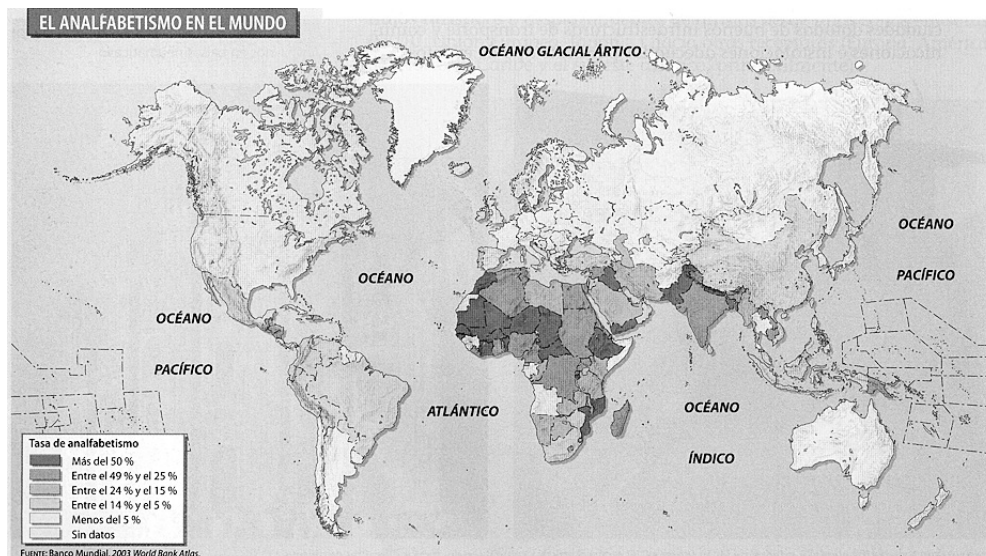 EL ANALFABETISMO EN EL MUNDO
OCÉANO GLACIAL ÁRTICO
OCÉANO
PACÍFICO
OCÉANO
ATLÁNTICO
OCÉANO
PACÍFICO
OCÉANO
ÍNDICO
Tasa de analfabetismo
Más del 50 %
Entre el 49 % y el 25 %
Entre el 24 % y el 15 %
Entre el 14 % y el 5 %
Menos del 5 %
Sin datos
FUENTE: Banco Mundial, 2003 World Bank Atlas.